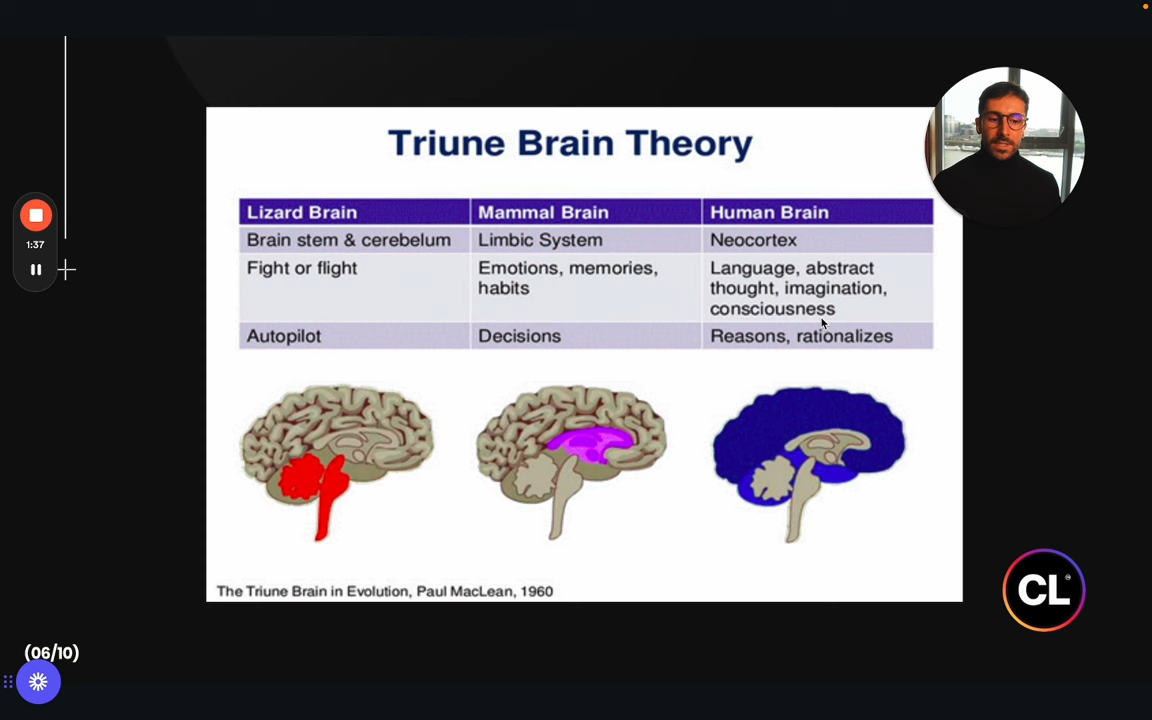 Triune Brain Theory
Lizard Brain Mammal Brain Human Brain
Brain stem & cerebelum Limbic System Neocortex
Fight or flight Emotions, memories, Language, abstract
habits thought, imagination,
consciousness
Autopilot Decisions Reasons, rationalizes
1:37
The Triune Brain in Evolution, Paul MacLean, 1960
CL
(06/10)